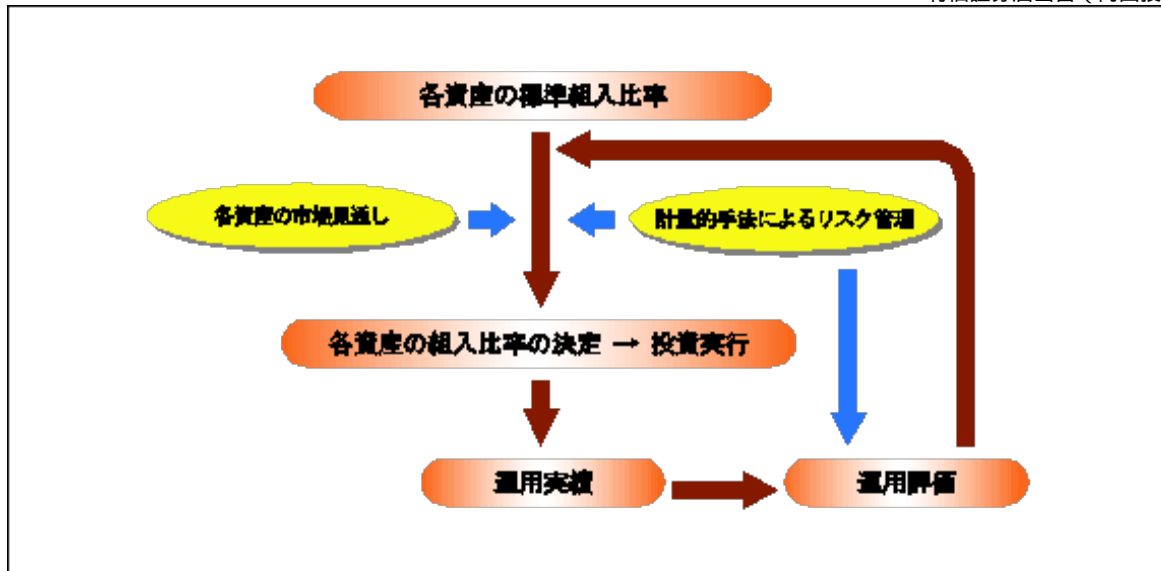 各資産の標準組入比率
各資産の市場見通し
計量的手法によるリスク管理
各資産の組入比率の決定 → 投資実行
運用実績
運用評価